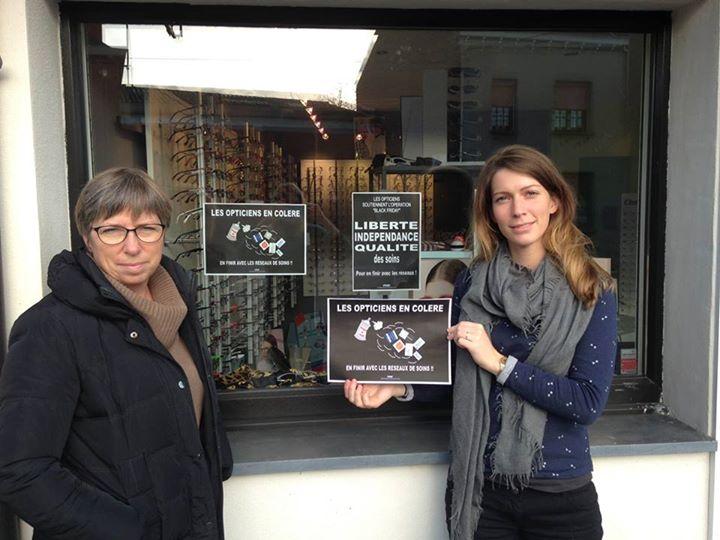 LES OPTICIENS EN COLERE
EN FINIR AVEC LES RESEAUX DE SOINS !!
LES OPTICIENS
SOUTIENNENT L'OPERATION
"BLACK FRIDAY"
LIBERTE
INDEPENDANCE
QUALITE
des soins
Pour en finir avec les réseaux !
LES OPTICIENS EN COLERE
EN FINIR AVEC LES RESEAUX DE SOINS !!